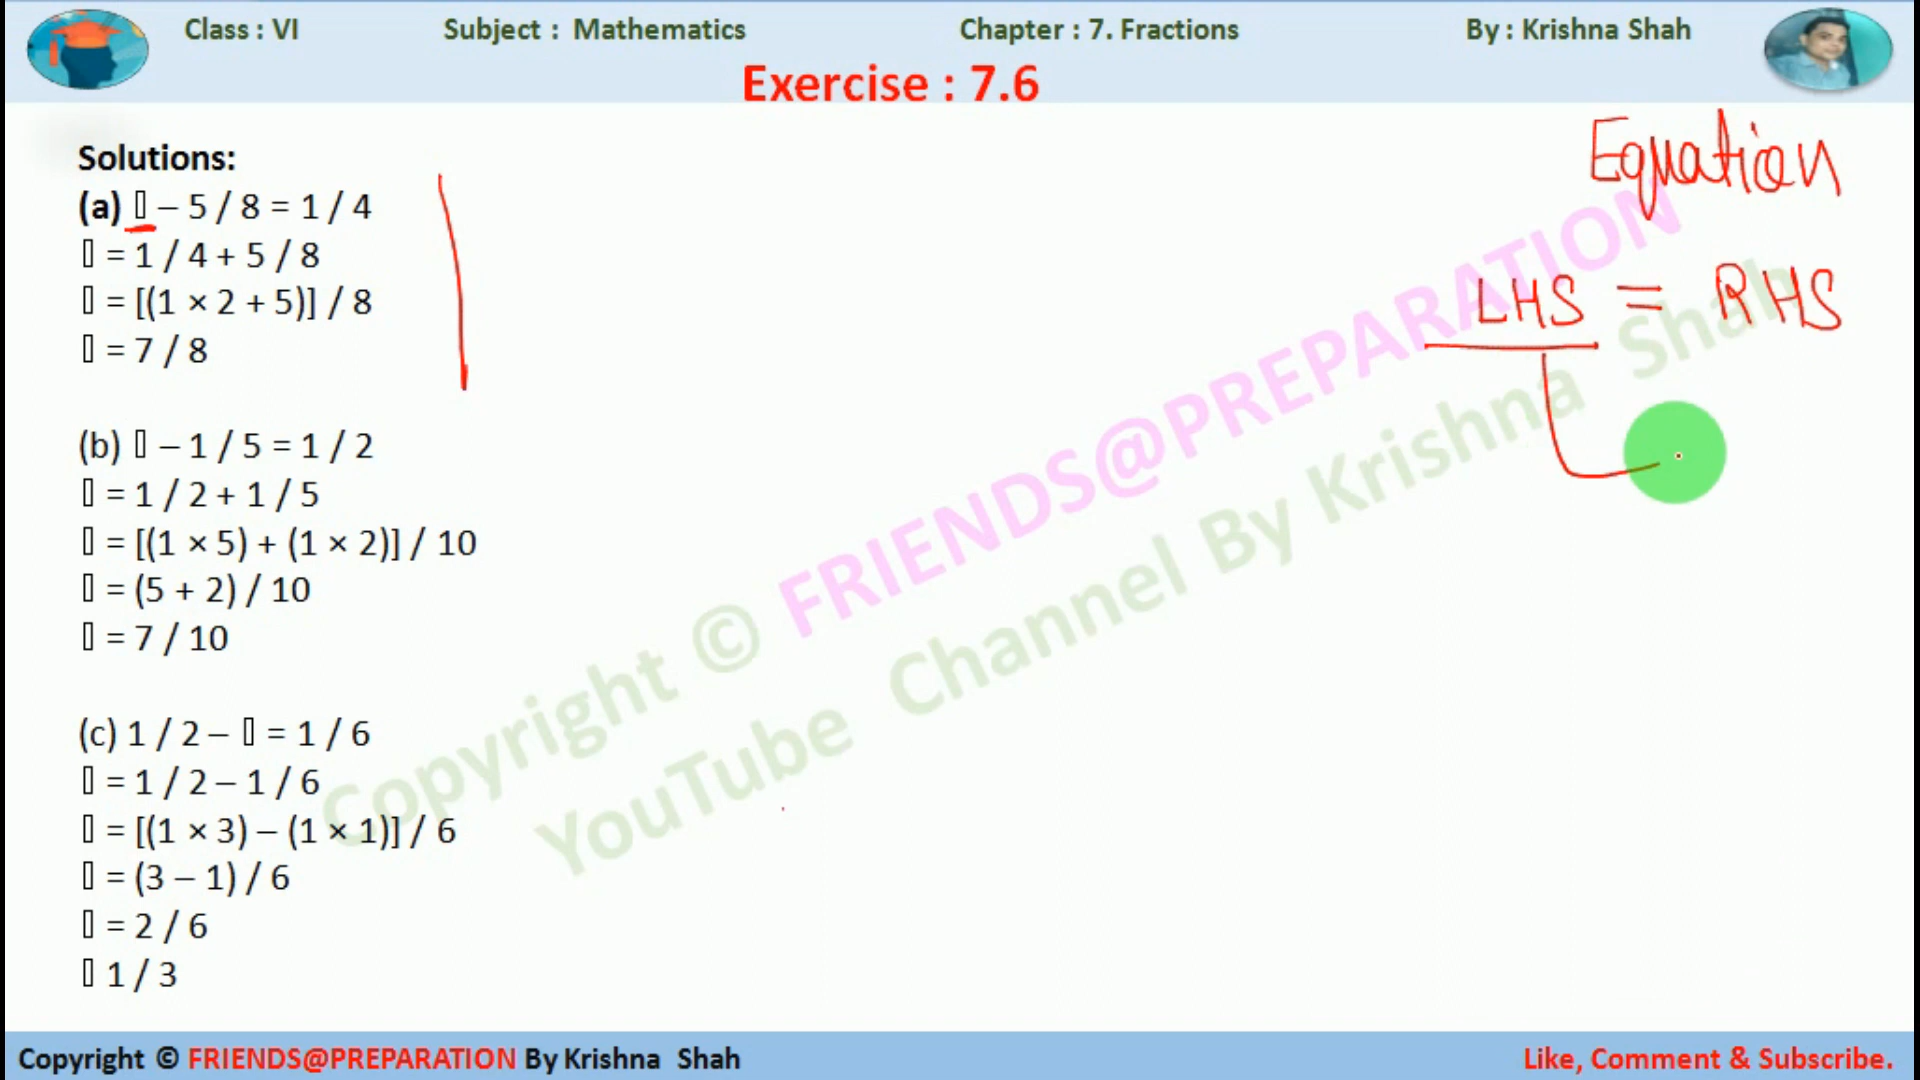 Class : VI Subject : Mathematics Chapter : 7. Fractions By : Krishna Shah
Exercise : 7.6
Solutions:
(a) ▯ – 5 / 8 = 1 / 4
▯ = 1 / 4 + 5 / 8
▯ = [(1 × 2 + 5)] / 8
▯ = 7 / 8
(b) ▯ – 1 / 5 = 1 / 2
▯ = 1 / 2 + 1 / 5
▯ = [(1 × 5) + (1 × 2)] / 10
▯ = (5 + 2) / 10
▯ = 7 / 10
(c) 1 / 2 – ▯ = 1 / 6
▯ = 1 / 2 – 1 / 6
▯ = [(1 × 3) – (1 × 1)] / 6
▯ = (3 – 1) / 6
▯ = 2 / 6
▯ 1 / 3
Equation
LHS = RHS
Copyright © FRIENDS@PREPARATION
YouTube Channel By Krishna Shah
Copyright © FRIENDS@PREPARATION By Krishna Shah
Like, Comment & Subscribe.